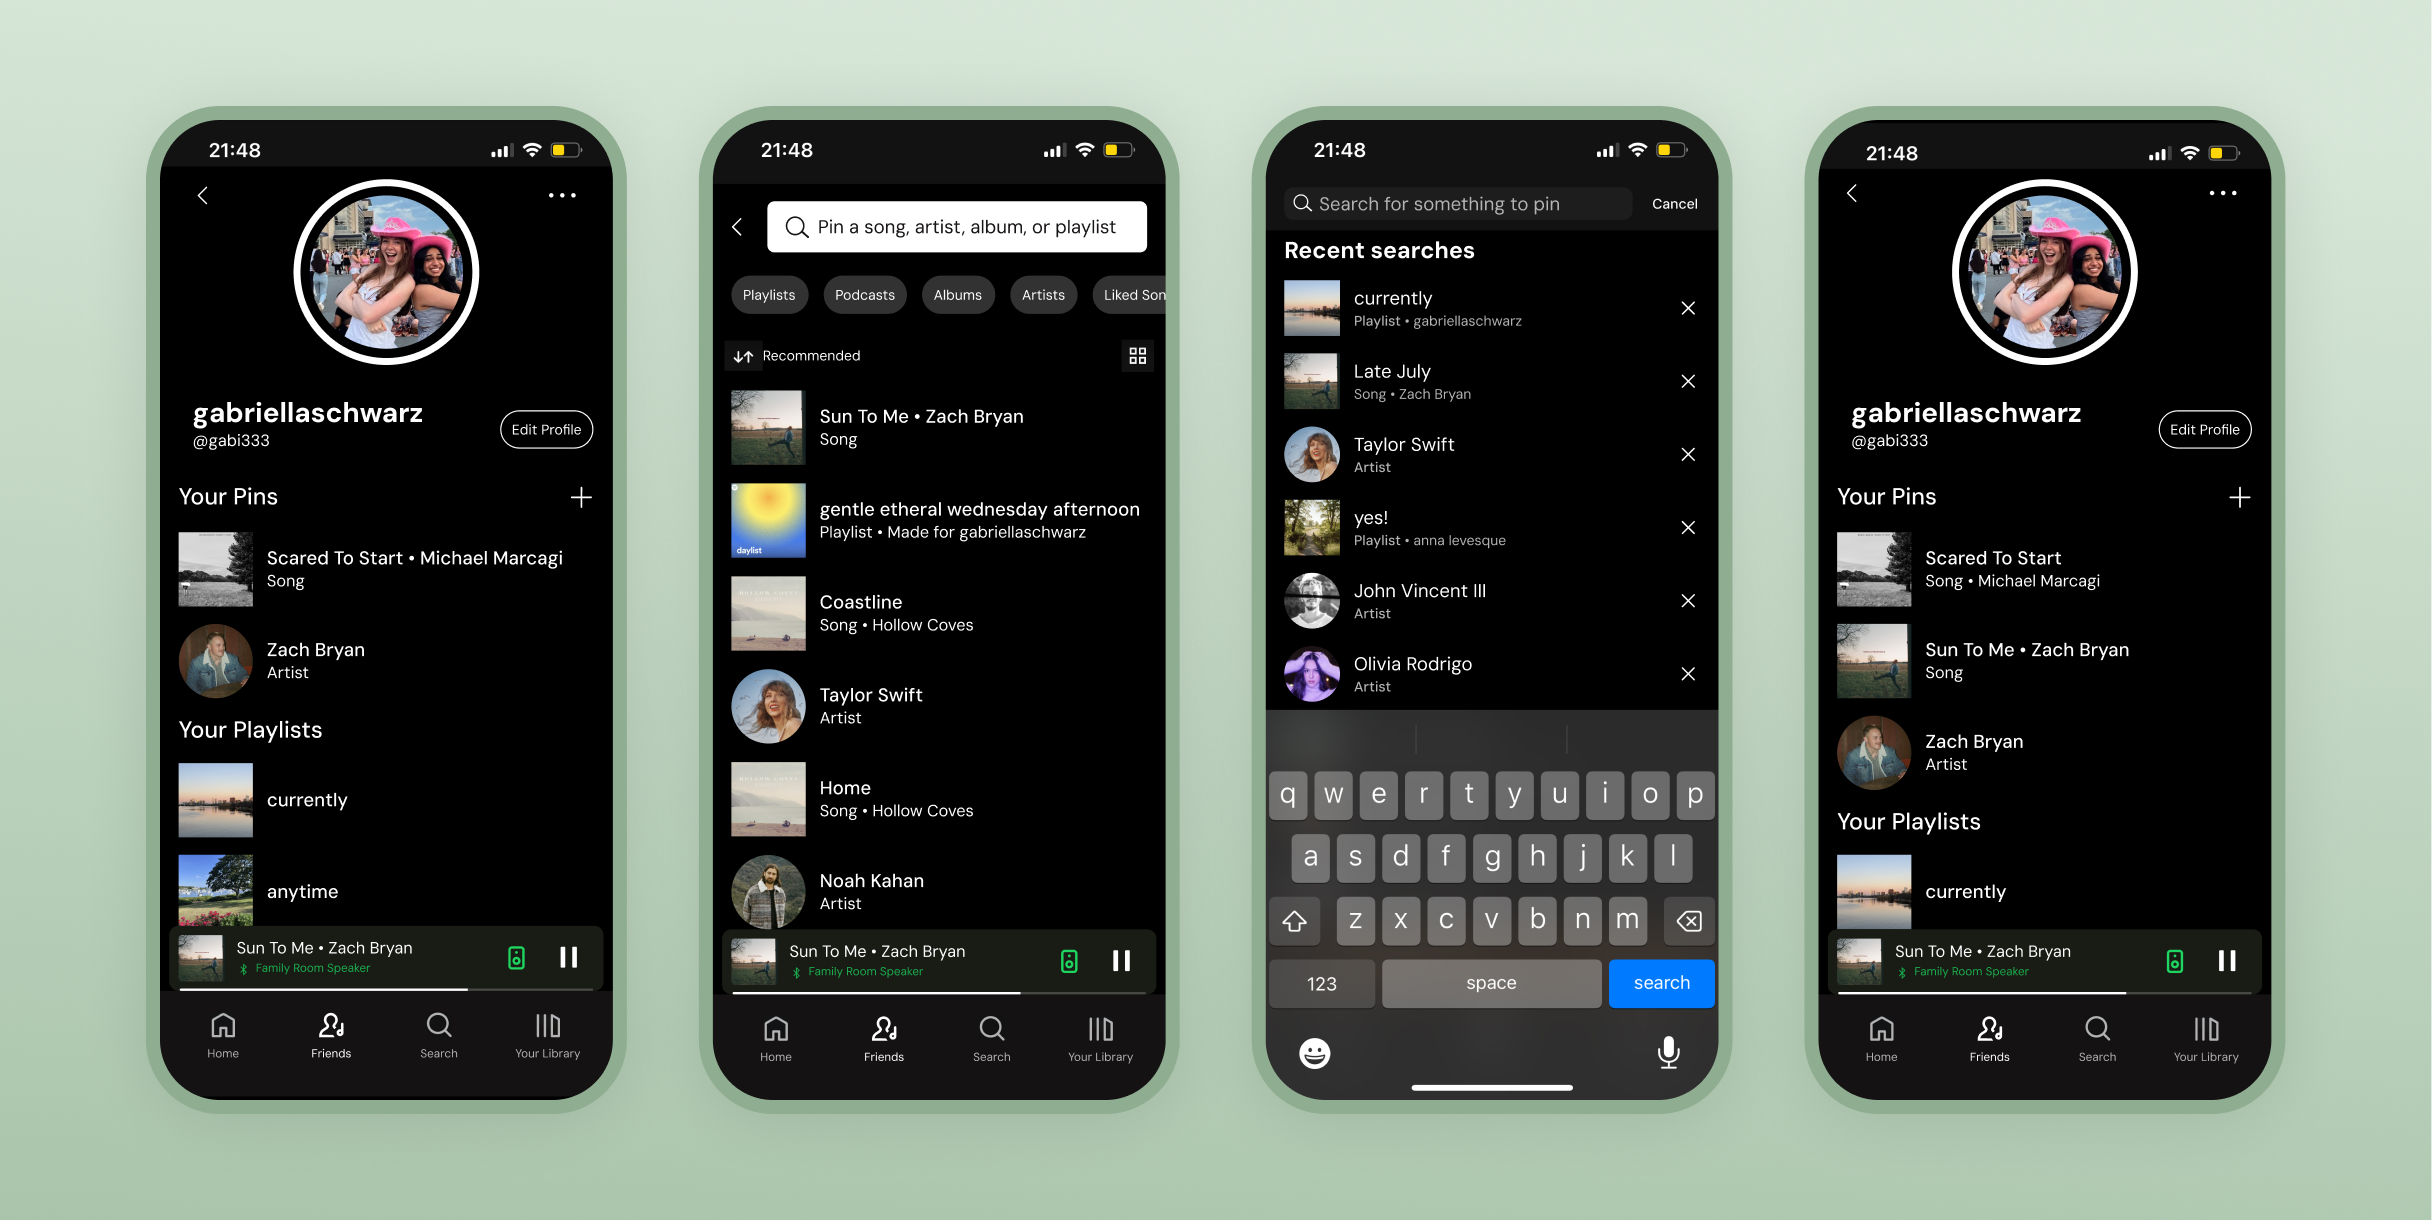 21:48
gabriellaschwarz
@gabi333
Edit Profile
Your Pins
Scared To Start • Michael Marcagi
Song
Zach Bryan
Artist
Your Playlists
currently
anytime
Sun To Me • Zach Bryan
Family Room Speaker
Home
Friends
Search
Your Library
21:48
Pin a song, artist, album, or playlist
Playlists
Podcasts
Albums
Artists
Liked Son
Recommended
Sun To Me • Zach Bryan
Song
daylist
gentle etheral wednesday afternoon
Playlist • Made for gabriellaschwarz
Coastline
Song • Hollow Coves
Taylor Swift
Artist
Home
Song • Hollow Coves
Noah Kahan
Artist
Sun To Me • Zach Bryan
Family Room Speaker
Home
Friends
Search
Your Library
21:48
Search for something to pin
Cancel
Recent searches
currently
Playlist • gabriellaschwarz
Late July
Song • Zach Bryan
Taylor Swift
Artist
yes!
Playlist • anna levesque
John Vincent III
Artist
Olivia Rodrigo
Artist
q w e r t y u i o p
a s d f g h j k l
z x c v b n m
123
space
search
21:48
gabriellaschwarz
@gabi333
Edit Profile
Your Pins
Scared To Start
Song • Michael Marcagi
Sun To Me • Zach Bryan
Song
Zach Bryan
Artist
Your Playlists
currently
Sun To Me • Zach Bryan
Family Room Speaker
Home
Friends
Search
Your Library